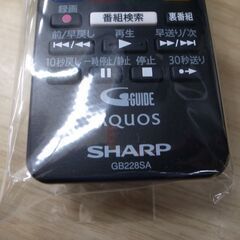 録画
番組検索 裏番組
前/早戻し 再生 次/早送り
10秒戻し 一時停止/静止 停止 30秒送り
G-GUIDE
AQUOS
SHARP
GB228SA